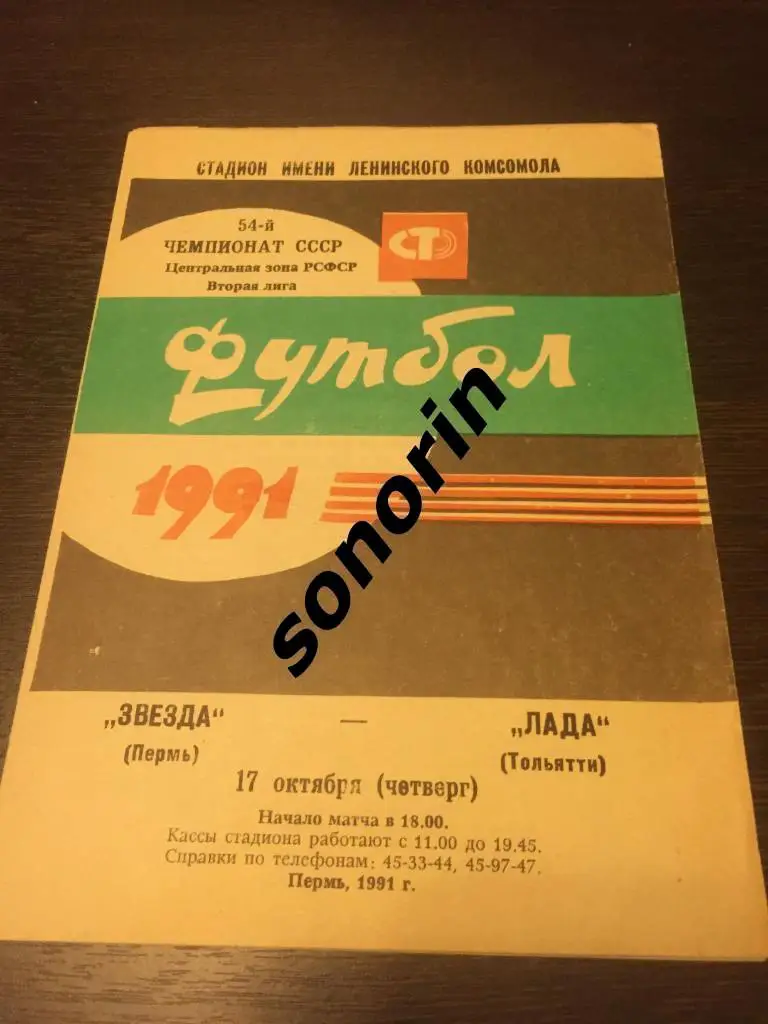 СТАДИОН ИМЕНИ ЛЕНИНСКОГО КОМСОМОЛА
54-й
ЧЕМПИОНАТ СССР
Центральная зона РСФСР
Вторая лига
СТ
Футбол
1991
sonorin
„ЗВЕЗДА“ — „ЛАДА“
(Пермь) (Тольятти)
17 октября (четверг)
Начало матча в 18.00.
Кассы стадиона работают с 11.00 до 19.45.
Справки по телефонам: 45-33-44, 45-97-47.
Пермь, 1991 г.